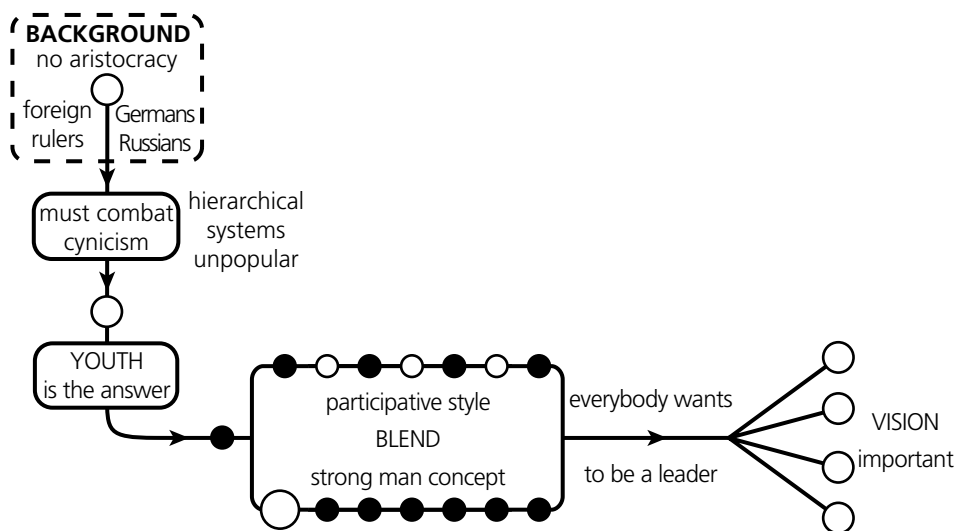 BACKGROUND
no aristocracy
foreign
rulers
Germans
Russians
must combat
cynicism
hierarchical
systems
unpopular
YOUTH
is the answer
participative style
BLEND
strong man concept
everybody wants
to be a leader
VISION
important